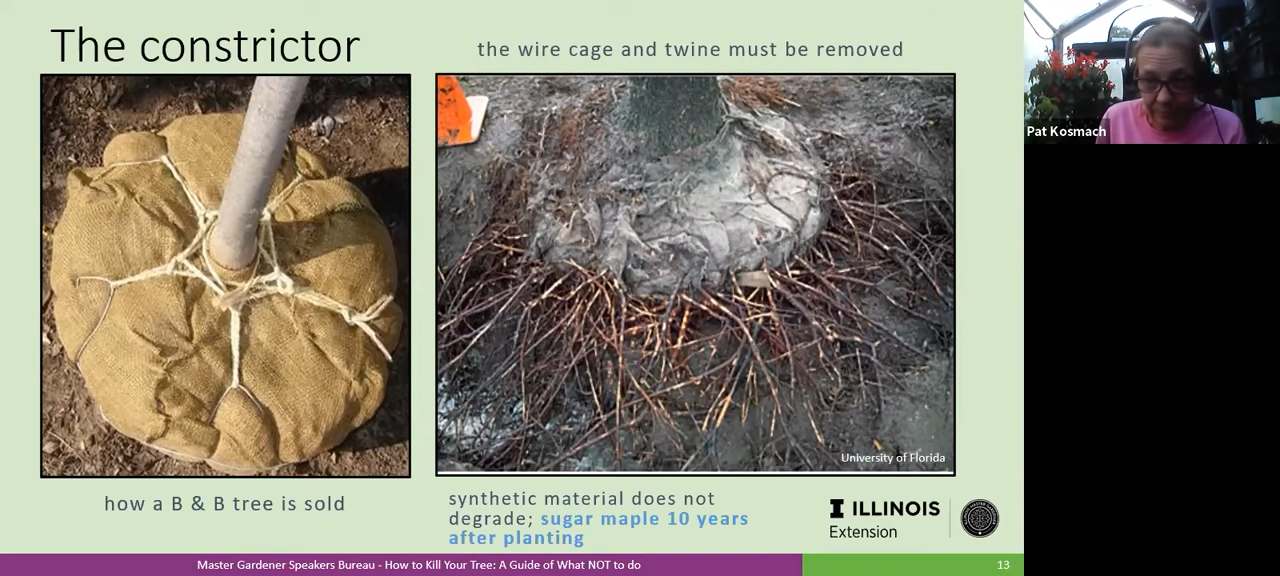 The constrictor
the wire cage and twine must be removed
University of Florida
how a B & B tree is sold
synthetic material does not
degrade; sugar maple 10 years
after planting
I ILLINOIS
Extension
Master Gardener Speakers Bureau - How to Kill Your Tree: A Guide of What NOT to do
13
Pat Kosmach